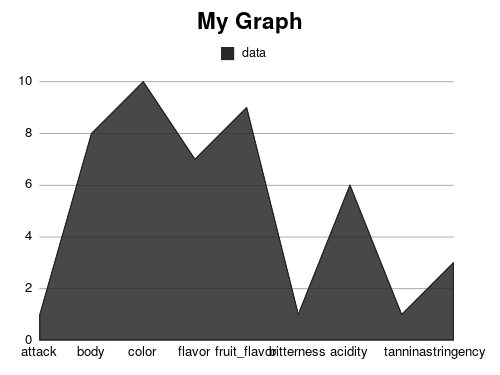 My Graph
data
10
8
6
4
2
0
attack body color flavor fruit_flavor bitterness acidity tannin astringency